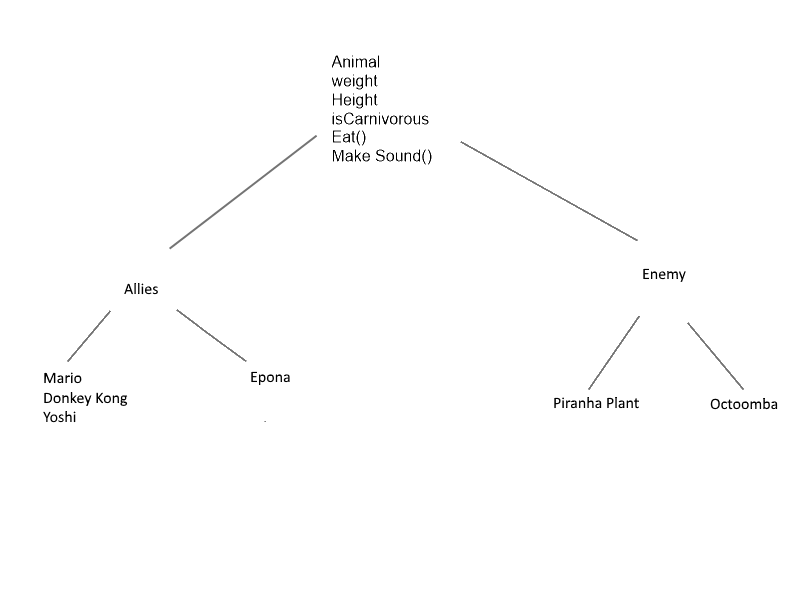 Animal
weight
Height
isCarnivorous
Eat()
Make Sound()
Allies
Enemy
Mario
Donkey Kong
Yoshi
Epona
Piranha Plant
Octoomba